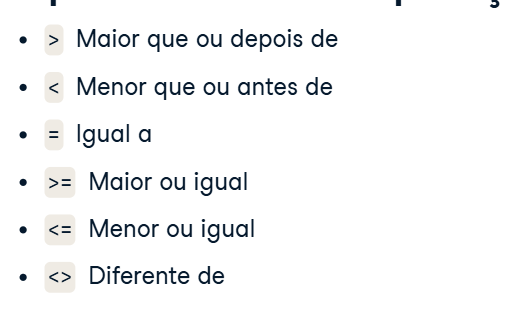 > Maior que ou depois de
< Menor que ou antes de
= Igual a
>= Maior ou igual
<= Menor ou igual
<> Diferente de